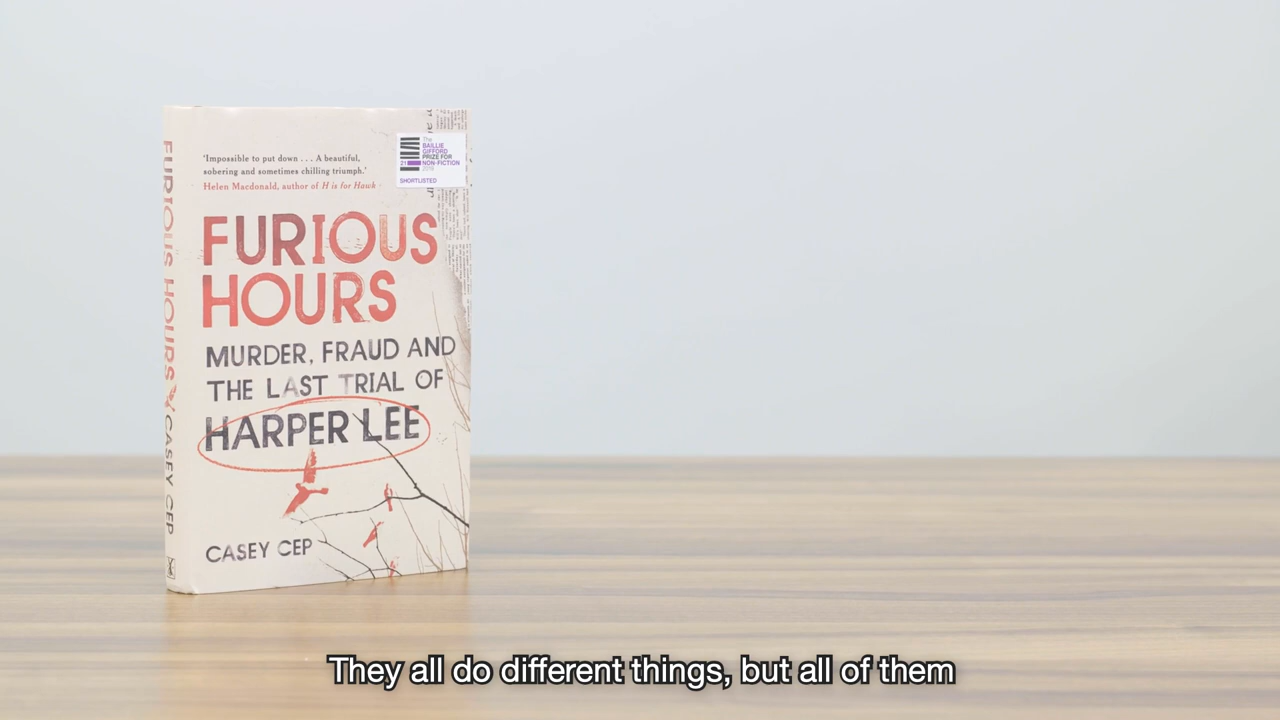 'Impossible to put down . . . A beautiful,
sobering and sometimes chilling triumph.'
Helen Macdonald, author of H is for Hawk
The
BAILLIE
GIFFORD
PRIZE FOR
NON-FICTION
2019
SHORTLISTED
FURIOUS
HOURS
MURDER, FRAUD AND
THE LAST TRIAL OF
HARPER LEE
CASEY CEP
FURIOUS HOURS CASEY CEP
They all do different things, but all of them